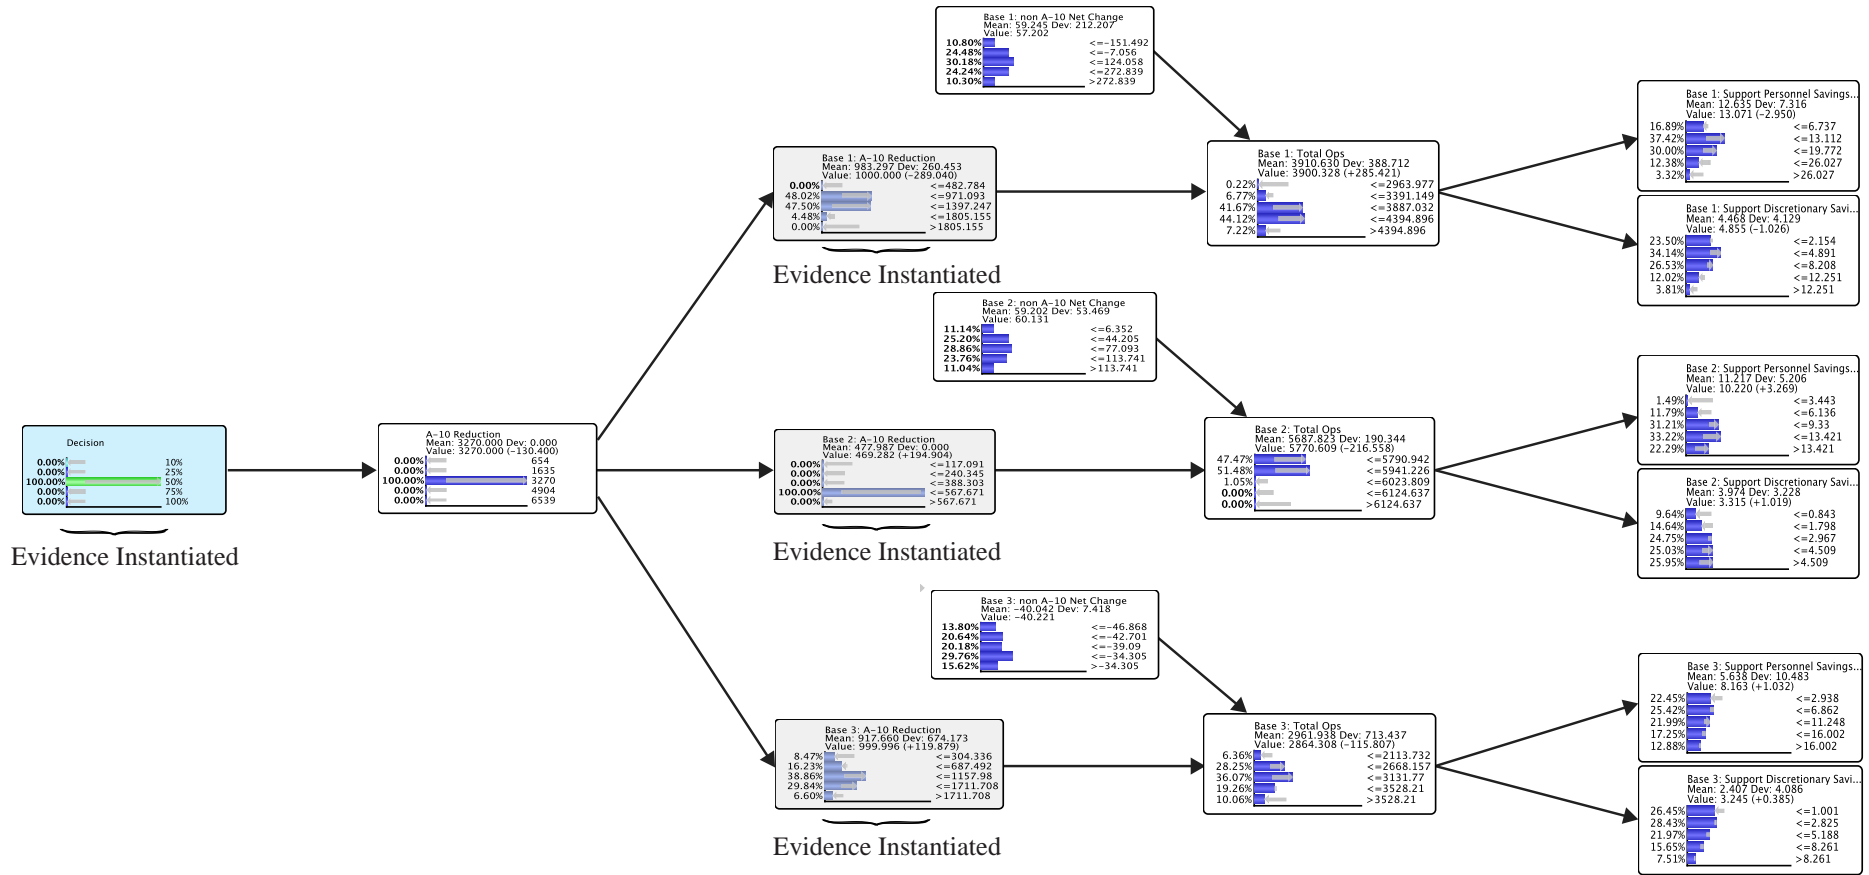 Decision
0.00% 10%
0.00% 25%
100.00% 50%
0.00% 75%
0.00% 100%
Evidence Instantiated
A-10 Reduction
Mean: 3270.000 Dev: 0.000
Value: 3270.000 (-130.400)
0.00% 654
0.00% 1635
100.00% 3270
0.00% 4904
0.00% 6539
Base 1: non A-10 Net Change
Mean: 59.245 Dev: 212.207
Value: 57.202
10.80% <=-151.492
24.48% <=-7.056
30.18% <=124.058
24.24% <=272.839
10.30% >272.839
Base 1: A-10 Reduction
Mean: 983.297 Dev: 260.453
Value: 1000.000 (-289.040)
0.00% <=482.784
48.02% <=971.093
47.50% <=1397.247
4.48% <=1805.155
0.00% >1805.155
Evidence Instantiated
Base 1: Total Ops
Mean: 3910.630 Dev: 388.712
Value: 3900.328 (+285.421)
0.22% <=2963.977
6.77% <=3391.149
41.67% <=3887.032
44.12% <=4394.896
7.22% >4394.896
Base 1: Support Personnel Savings...
Mean: 12.635 Dev: 7.316
Value: 13.071 (-2.950)
16.89% <=6.737
37.42% <=13.112
30.00% <=19.772
12.38% <=26.027
3.32% >26.027
Base 1: Support Discretionary Savi...
Mean: 4.468 Dev: 4.129
Value: 4.855 (-1.026)
23.50% <=2.154
34.14% <=4.891
26.53% <=8.208
12.02% <=12.251
3.81% >12.251
Base 2: non A-10 Net Change
Mean: 59.202 Dev: 53.469
Value: 60.131
11.14% <=6.352
25.20% <=44.205
28.86% <=77.093
23.76% <=113.741
11.04% >113.741
Base 2: A-10 Reduction
Mean: 477.987 Dev: 0.000
Value: 469.282 (+194.904)
0.00% <=117.091
0.00% <=240.345
0.00% <=388.303
100.00% <=567.671
0.00% >567.671
Evidence Instantiated
Base 2: Total Ops
Mean: 5687.823 Dev: 190.344
Value: 5770.609 (-216.558)
47.47% <=5790.942
51.48% <=5941.226
1.05% <=6023.809
0.00% <=6124.637
0.00% >6124.637
Base 2: Support Personnel Savings...
Mean: 11.217 Dev: 5.206
Value: 10.220 (+3.269)
1.49% <=3.443
11.79% <=6.136
31.21% <=9.33
33.22% <=13.421
22.29% >13.421
Base 2: Support Discretionary Savi...
Mean: 3.974 Dev: 3.228
Value: 3.315 (+1.019)
9.64% <=0.843
14.64% <=1.798
24.75% <=2.967
25.03% <=4.509
25.95% >4.509
Base 3: non A-10 Net Change
Mean: -40.042 Dev: 7.418
Value: -40.221
13.80% <=-46.868
20.64% <=-42.701
20.18% <=-39.09
29.76% <=-34.305
15.62% >-34.305
Base 3: A-10 Reduction
Mean: 917.660 Dev: 674.173
Value: 999.996 (+119.879)
8.47% <=304.336
16.23% <=687.492
38.86% <=1157.98
29.84% <=1711.708
6.60% >1711.708
Evidence Instantiated
Base 3: Total Ops
Mean: 2961.938 Dev: 713.437
Value: 2864.308 (-115.807)
6.36% <=2113.732
28.25% <=2668.157
36.07% <=3131.77
19.26% <=3528.21
10.06% >3528.21
Base 3: Support Personnel Savings...
Mean: 5.638 Dev: 10.483
Value: 8.163 (+1.032)
22.45% <=2.938
25.42% <=6.862
21.99% <=11.248
17.25% <=16.002
12.88% >16.002
Base 3: Support Discretionary Savi...
Mean: 2.407 Dev: 4.086
Value: 3.245 (+0.385)
26.45% <=1.001
28.43% <=2.825
21.97% <=5.188
15.65% <=8.261
7.51% >8.261